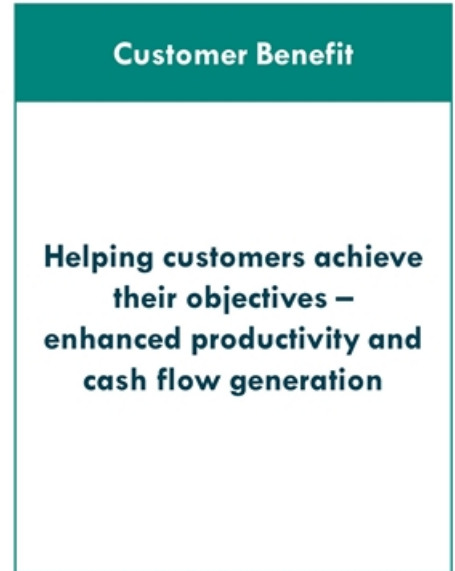 Customer Benefit
Helping customers achieve
their objectives –
enhanced productivity and
cash flow generation